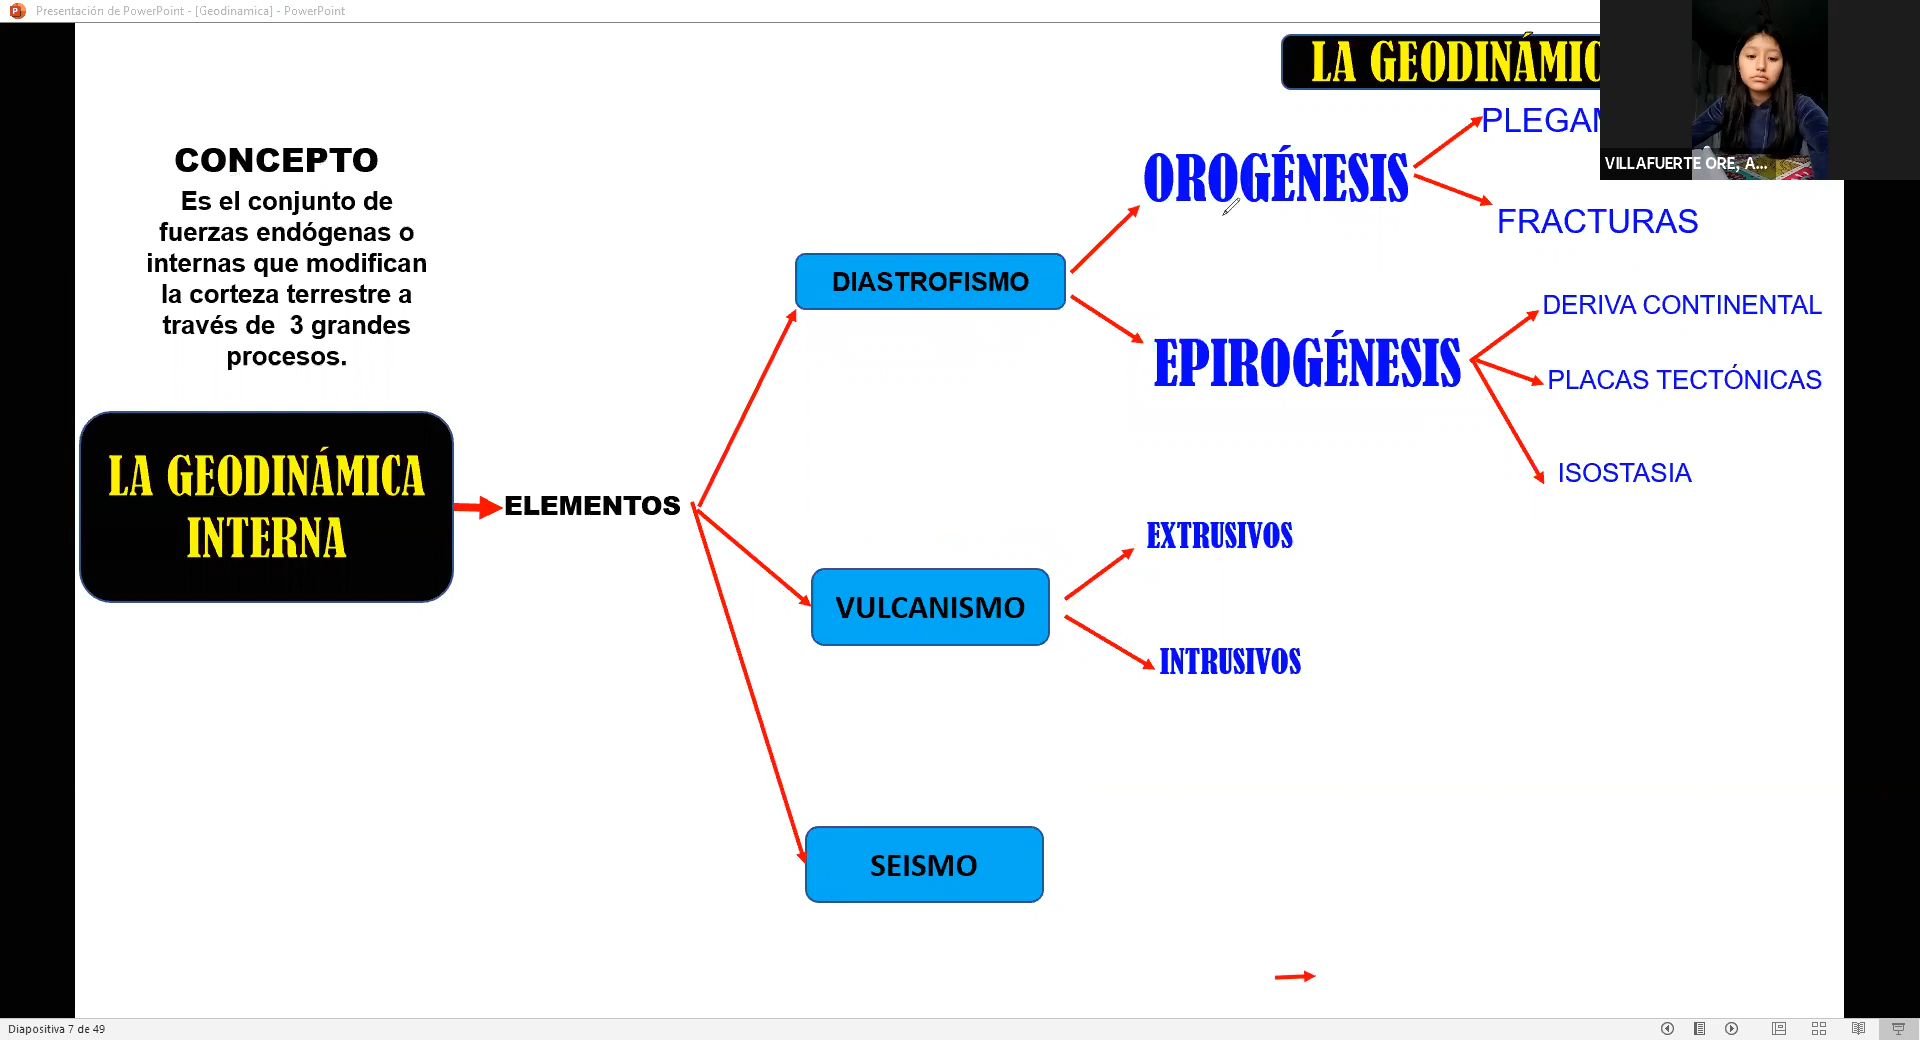 Presentación de PowerPoint - [Geodinamica] - PowerPoint
LA GEODINÁMIC
CONCEPTO
Es el conjunto de
fuerzas endógenas o
internas que modifican
la corteza terrestre a
través de 3 grandes
procesos.
LA GEODINÁMICA
INTERNA
ELEMENTOS
DIASTROFISMO
OROGÉNESIS
PLEGAM
FRACTURAS
EPIROGÉNESIS
DERIVA CONTINENTAL
PLACAS TECTÓNICAS
ISOSTASIA
VULCANISMO
EXTRUSIVOS
INTRUSIVOS
SEISMO
VILLAFUERTE ORE, A...
Diapositiva 7 de 49